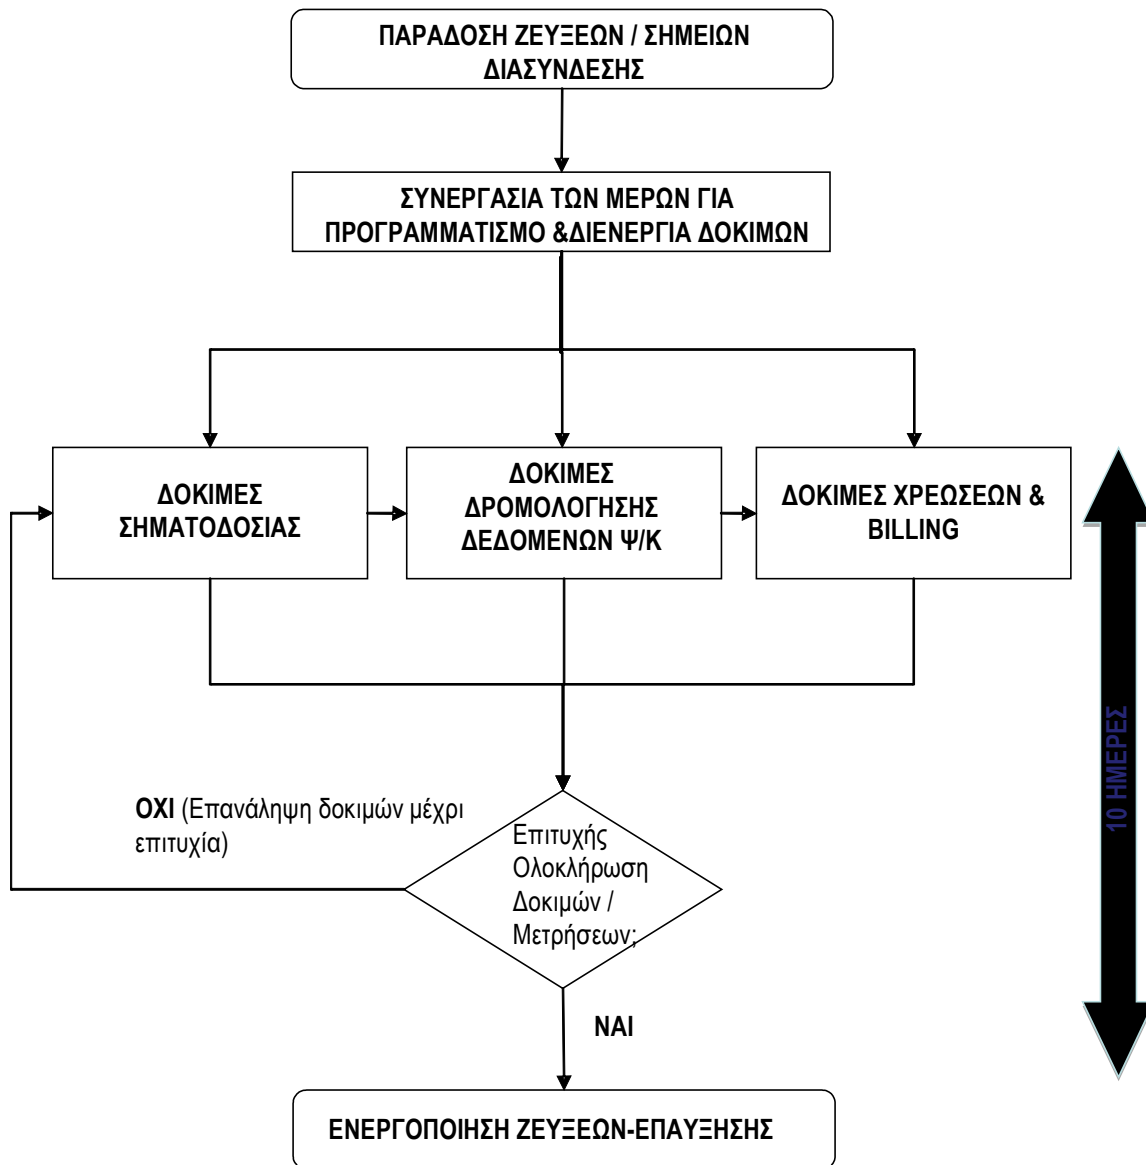 ΠΑΡΑΔΟΣΗ ΖΕΥΞΕΩΝ / ΣΗΜΕΙΩΝ
ΔΙΑΣΥΝΔΕΣΗΣ
ΣΥΝΕΡΓΑΣΙΑ ΤΩΝ ΜΕΡΩΝ ΓΙΑ
ΠΡΟΓΡΑΜΜΑΤΙΣΜΟ &ΔΙΕΝΕΡΓΙΑ ΔΟΚΙΜΩΝ
ΔΟΚΙΜΕΣ
ΣΗΜΑΤΟΔΟΣΙΑΣ
ΔΟΚΙΜΕΣ
ΔΡΟΜΟΛΟΓΗΣΗΣ
ΔΕΔΟΜΕΝΩΝ Ψ/Κ
ΔΟΚΙΜΕΣ ΧΡΕΩΣΕΩΝ &
BILLING
10 ΗΜΕΡΕΣ
ΟΧΙ (Επανάληψη δοκιμών μέχρι
επιτυχία)
Επιτυχής
Ολοκλήρωση
Δοκιμών /
Μετρήσεων;
ΝΑΙ
ΕΝΕΡΓΟΠΟΙΗΣΗ ΖΕΥΞΕΩΝ-ΕΠΑΥΞΗΣΗΣ